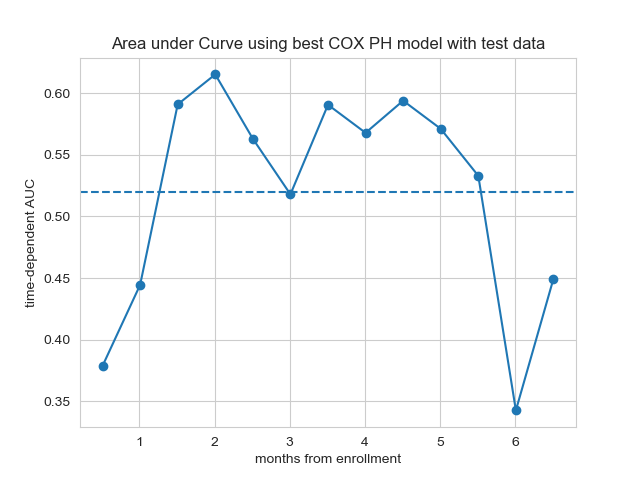 Area under Curve using best COX PH model with test data
time-dependent AUC
0.60
0.55
0.50
0.45
0.40
0.35
1 2 3 4 5 6
months from enrollment